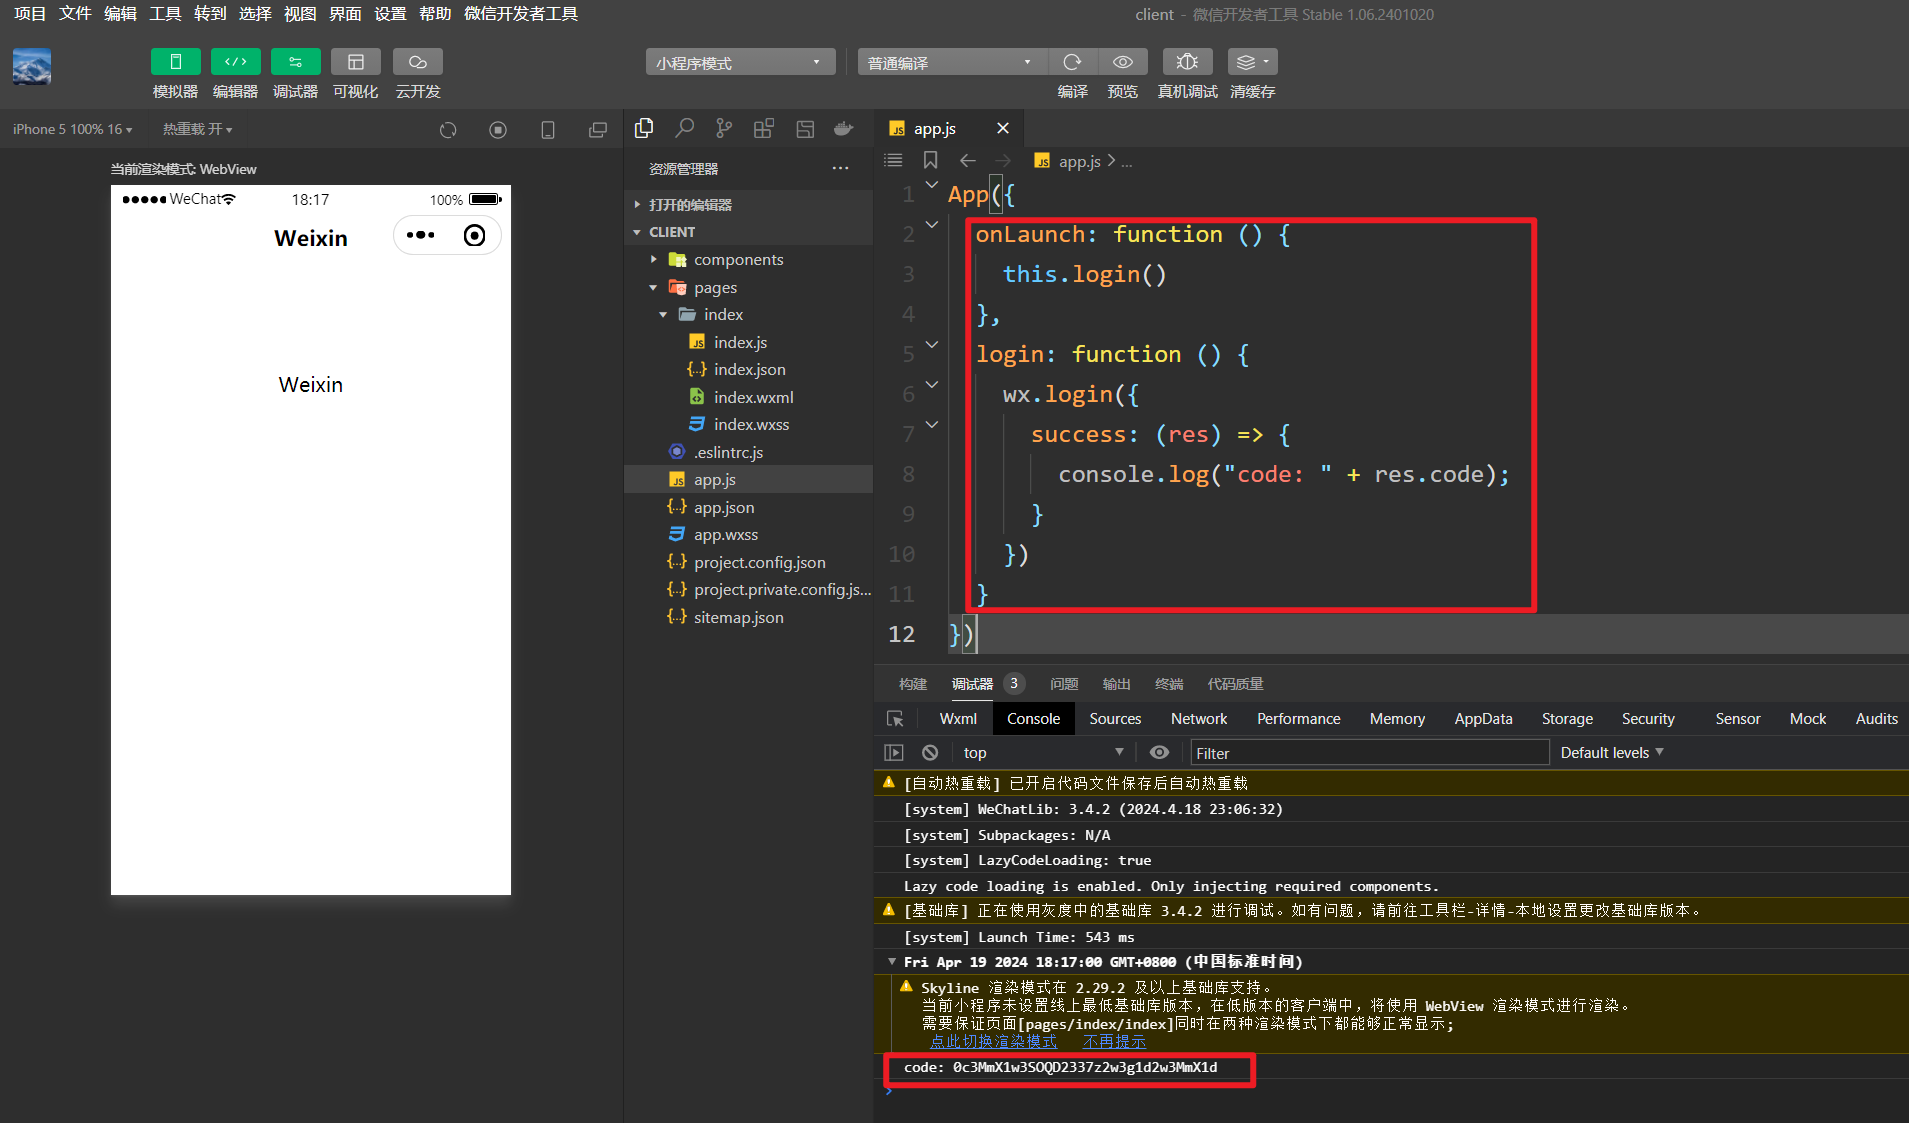 项目 文件 编辑 工具 转到 选择 视图 界面 设置 帮助 微信开发者工具
client - 微信开发者工具 Stable 1.06.2401020
小程序模式
普通编译
模拟器 编辑器 调试器 可视化 云开发
编译 预览 真机调试 清缓存
iPhone 5 100% 16
热重载 开
当前渲染模式: WebView
WeChat
18:17
100%
Weixin
Weixin
资源管理器
打开的编辑器
CLIENT
components
pages
index
index.js
index.json
index.wxml
index.wxss
.eslintrc.js
app.js
app.json
app.wxss
project.config.json
project.private.config.js...
sitemap.json
JS app.js
JS app.js > ...
1 App({
2 onLaunch: function () {
3 this.login()
4 },
5 login: function () {
6 wx.login({
7 success: (res) => {
8 console.log("code: " + res.code);
9 }
10 })
11 }
12 })
构建 调试器 3 问题 输出 终端 代码质量
Wxml Console Sources Network Performance Memory AppData Storage Security Sensor Mock Audits
top
Filter
Default levels
[自动热重载] 已开启代码文件保存后自动热重载
[system] WeChatLib: 3.4.2 (2024.4.18 23:06:32)
[system] Subpackages: N/A
[system] LazyCodeLoading: true
Lazy code loading is enabled. Only injecting required components.
[基础库] 正在使用灰度中的基础库 3.4.2 进行调试。如有问题，请前往工具栏-详情-本地设置更改基础库版本。
[system] Launch Time: 543 ms
Fri Apr 19 2024 18:17:00 GMT+0800 (中国标准时间)
Skyline 渲染模式在 2.29.2 及以上基础库支持。
当前小程序未设置线上最低基础库版本，在低版本的客户端中，将使用 WebView 渲染模式进行渲染。
需要保证页面[pages/index/index]同时在两种渲染模式下都能够正常显示;
点此切换渲染模式 不再提示
code: 0c3MmX1w3SOQD2337z2w3g1d2w3MmX1d